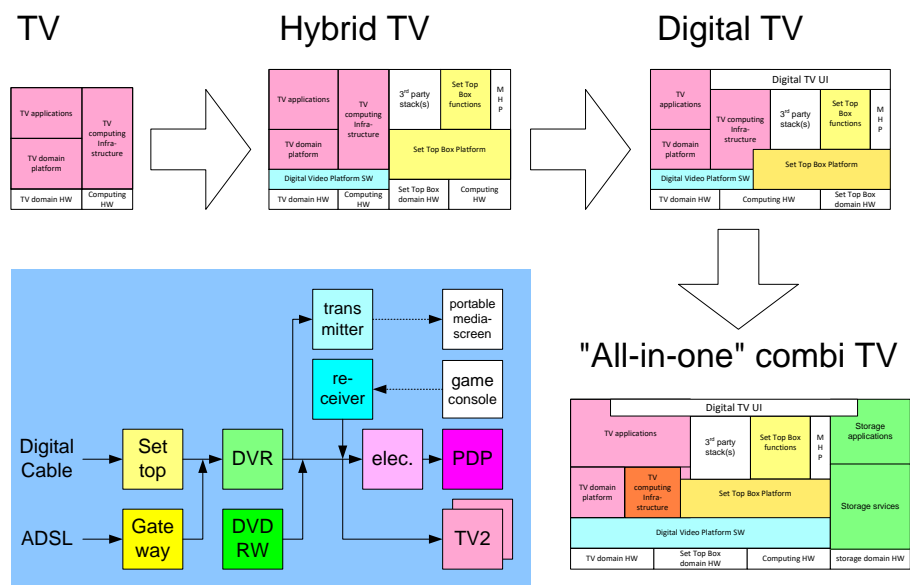 TV
Hybrid TV
Digital TV
TV applications
TV domain
platform
TV
computing
Infra-
structure
TV domain HW
Computing
HW
TV applications
TV domain
platform
TV
computing
Infra-
structure
3rd party
stack(s)
Set Top
Box
functions
M
H
P
Set Top Box Platform
Digital Video Platform SW
TV domain HW
Computing
HW
Set Top Box
domain HW
Computing
HW
Digital TV UI
TV
applications
TV domain
platform
TV computing
Infra-
structure
3rd party
stack(s)
Set Top
Box
functions
M
H
P
Set Top Box Platform
Digital Video Platform SW
TV domain HW
Computing HW
Set Top Box
domain HW
"All-in-one" combi TV
Digital TV UI
TV applications
3rd party
stack(s)
Set Top Box
functions
M
H
P
Storage
applications
TV domain
platform
TV
computing
Infra-
structure
Set Top Box Platform
Storage srvices
Digital Video Platform SW
TV domain HW
Set Top Box
domain HW
Computing HW
storage domain HW
trans
mitter
portable
media-
screen
re-
ceiver
game
console
Digital
Cable
Set
top
DVR
elec.
PDP
ADSL
Gate
way
DVD
RW
TV2